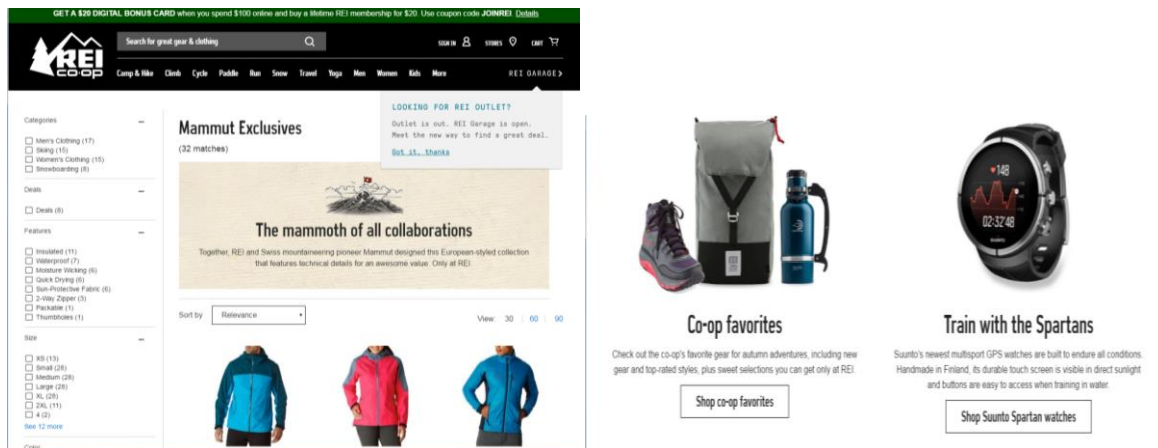 GET A $20 DIGITAL BONUS CARD when you spend $100 online and buy a lifetime REI membership for $20. Use coupon code JOINREI. Details
REI
CO·OP
Search for great gear & clothing
SIGN IN
STORES
CART
Camp & Hike Climb Cycle Paddle Run Snow Travel Yoga Men Women Kids More
REI GARAGE >
LOOKING FOR REI OUTLET?
Outlet is out. REI Garage is open.
Meet the new way to find a great deal.
Got it, thanks
Categories
Men's Clothing (17)
Skiing (15)
Women's Clothing (15)
Snowboarding (8)
Deals
Deals (8)
Features
Insulated (11)
Waterproof (7)
Moisture Wicking (6)
Quick Drying (6)
Sun-Protective Fabric (6)
2-Way Zipper (3)
Packable (1)
Thumbholes (1)
Size
XS (13)
Small (28)
Medium (28)
Large (28)
XL (28)
2XL (11)
4 (2)
See 12 more
Color
Mammut Exclusives
(32 matches)
The mammoth of all collaborations
Together, REI and Swiss mountaineering pioneer Mammut designed this European-styled collection
that features technical details for an awesome value. Only at REI.
Sort by Relevance
View 30 | 60 | 90
Co-op favorites
Check out the co-op's favorite gear for autumn adventures, including new
gear and top-rated styles, plus sweet selections you can get only at REI.
Shop co-op favorites
148
02:32'48
SUUNTO
Train with the Spartans
Suunto's newest multisport GPS watches are built to endure all conditions.
Handmade in Finland, its durable touch screen is visible in direct sunlight
and buttons are easy to access when training in water.
Shop Suunto Spartan watches